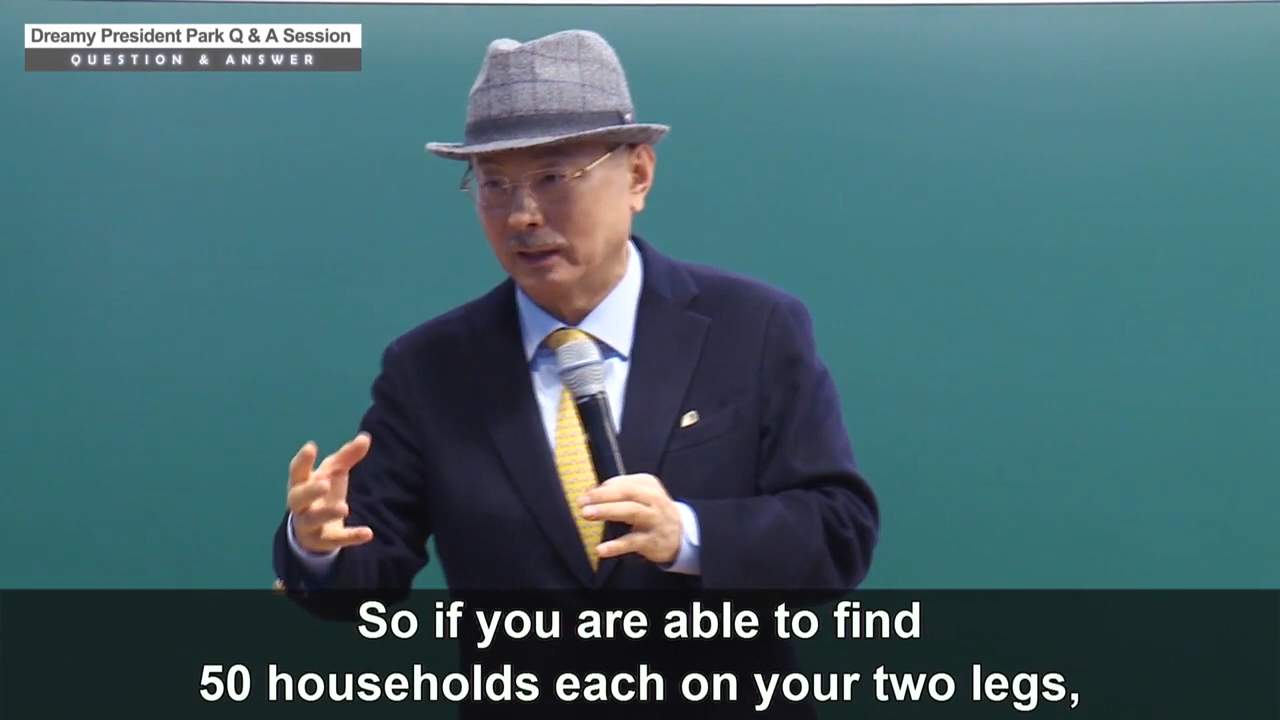 Dreamy President Park Q & A Session
QUESTION & ANSWER
So if you are able to find
50 households each on your two legs,